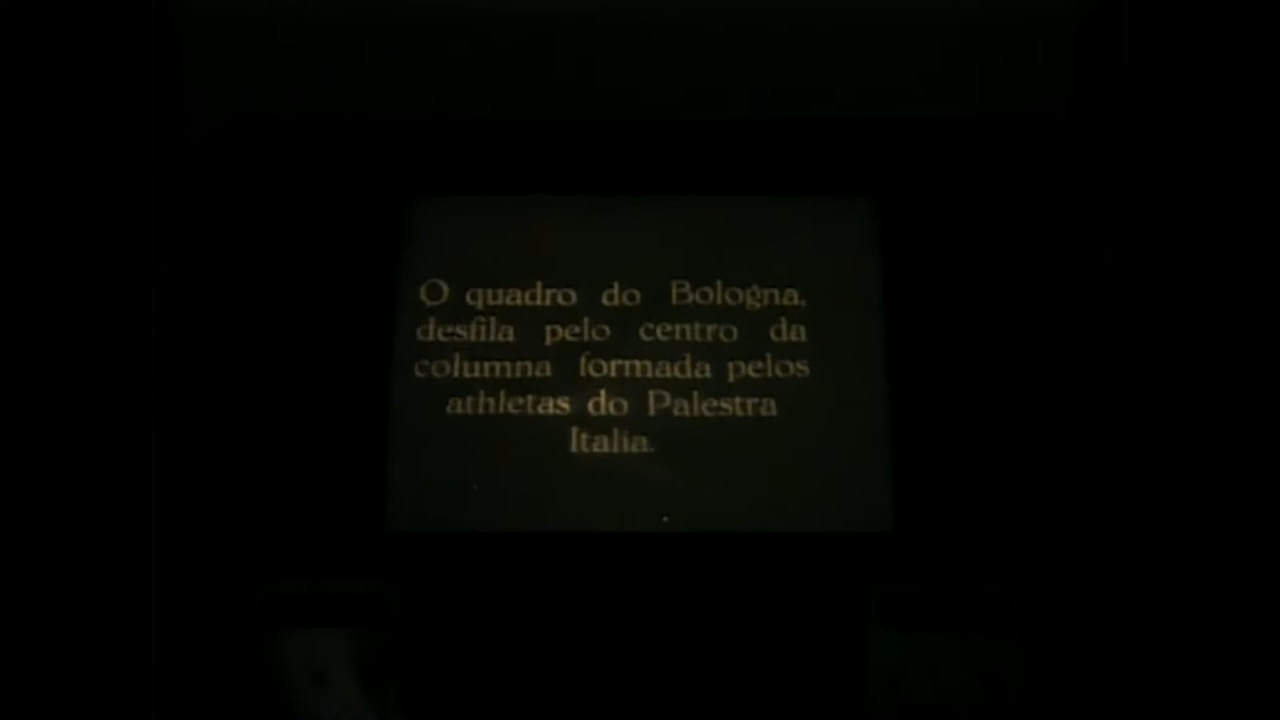 O quadro do Bologna,
desfila pelo centro da
columna formada pelos
athletas do Palestra
Italia.